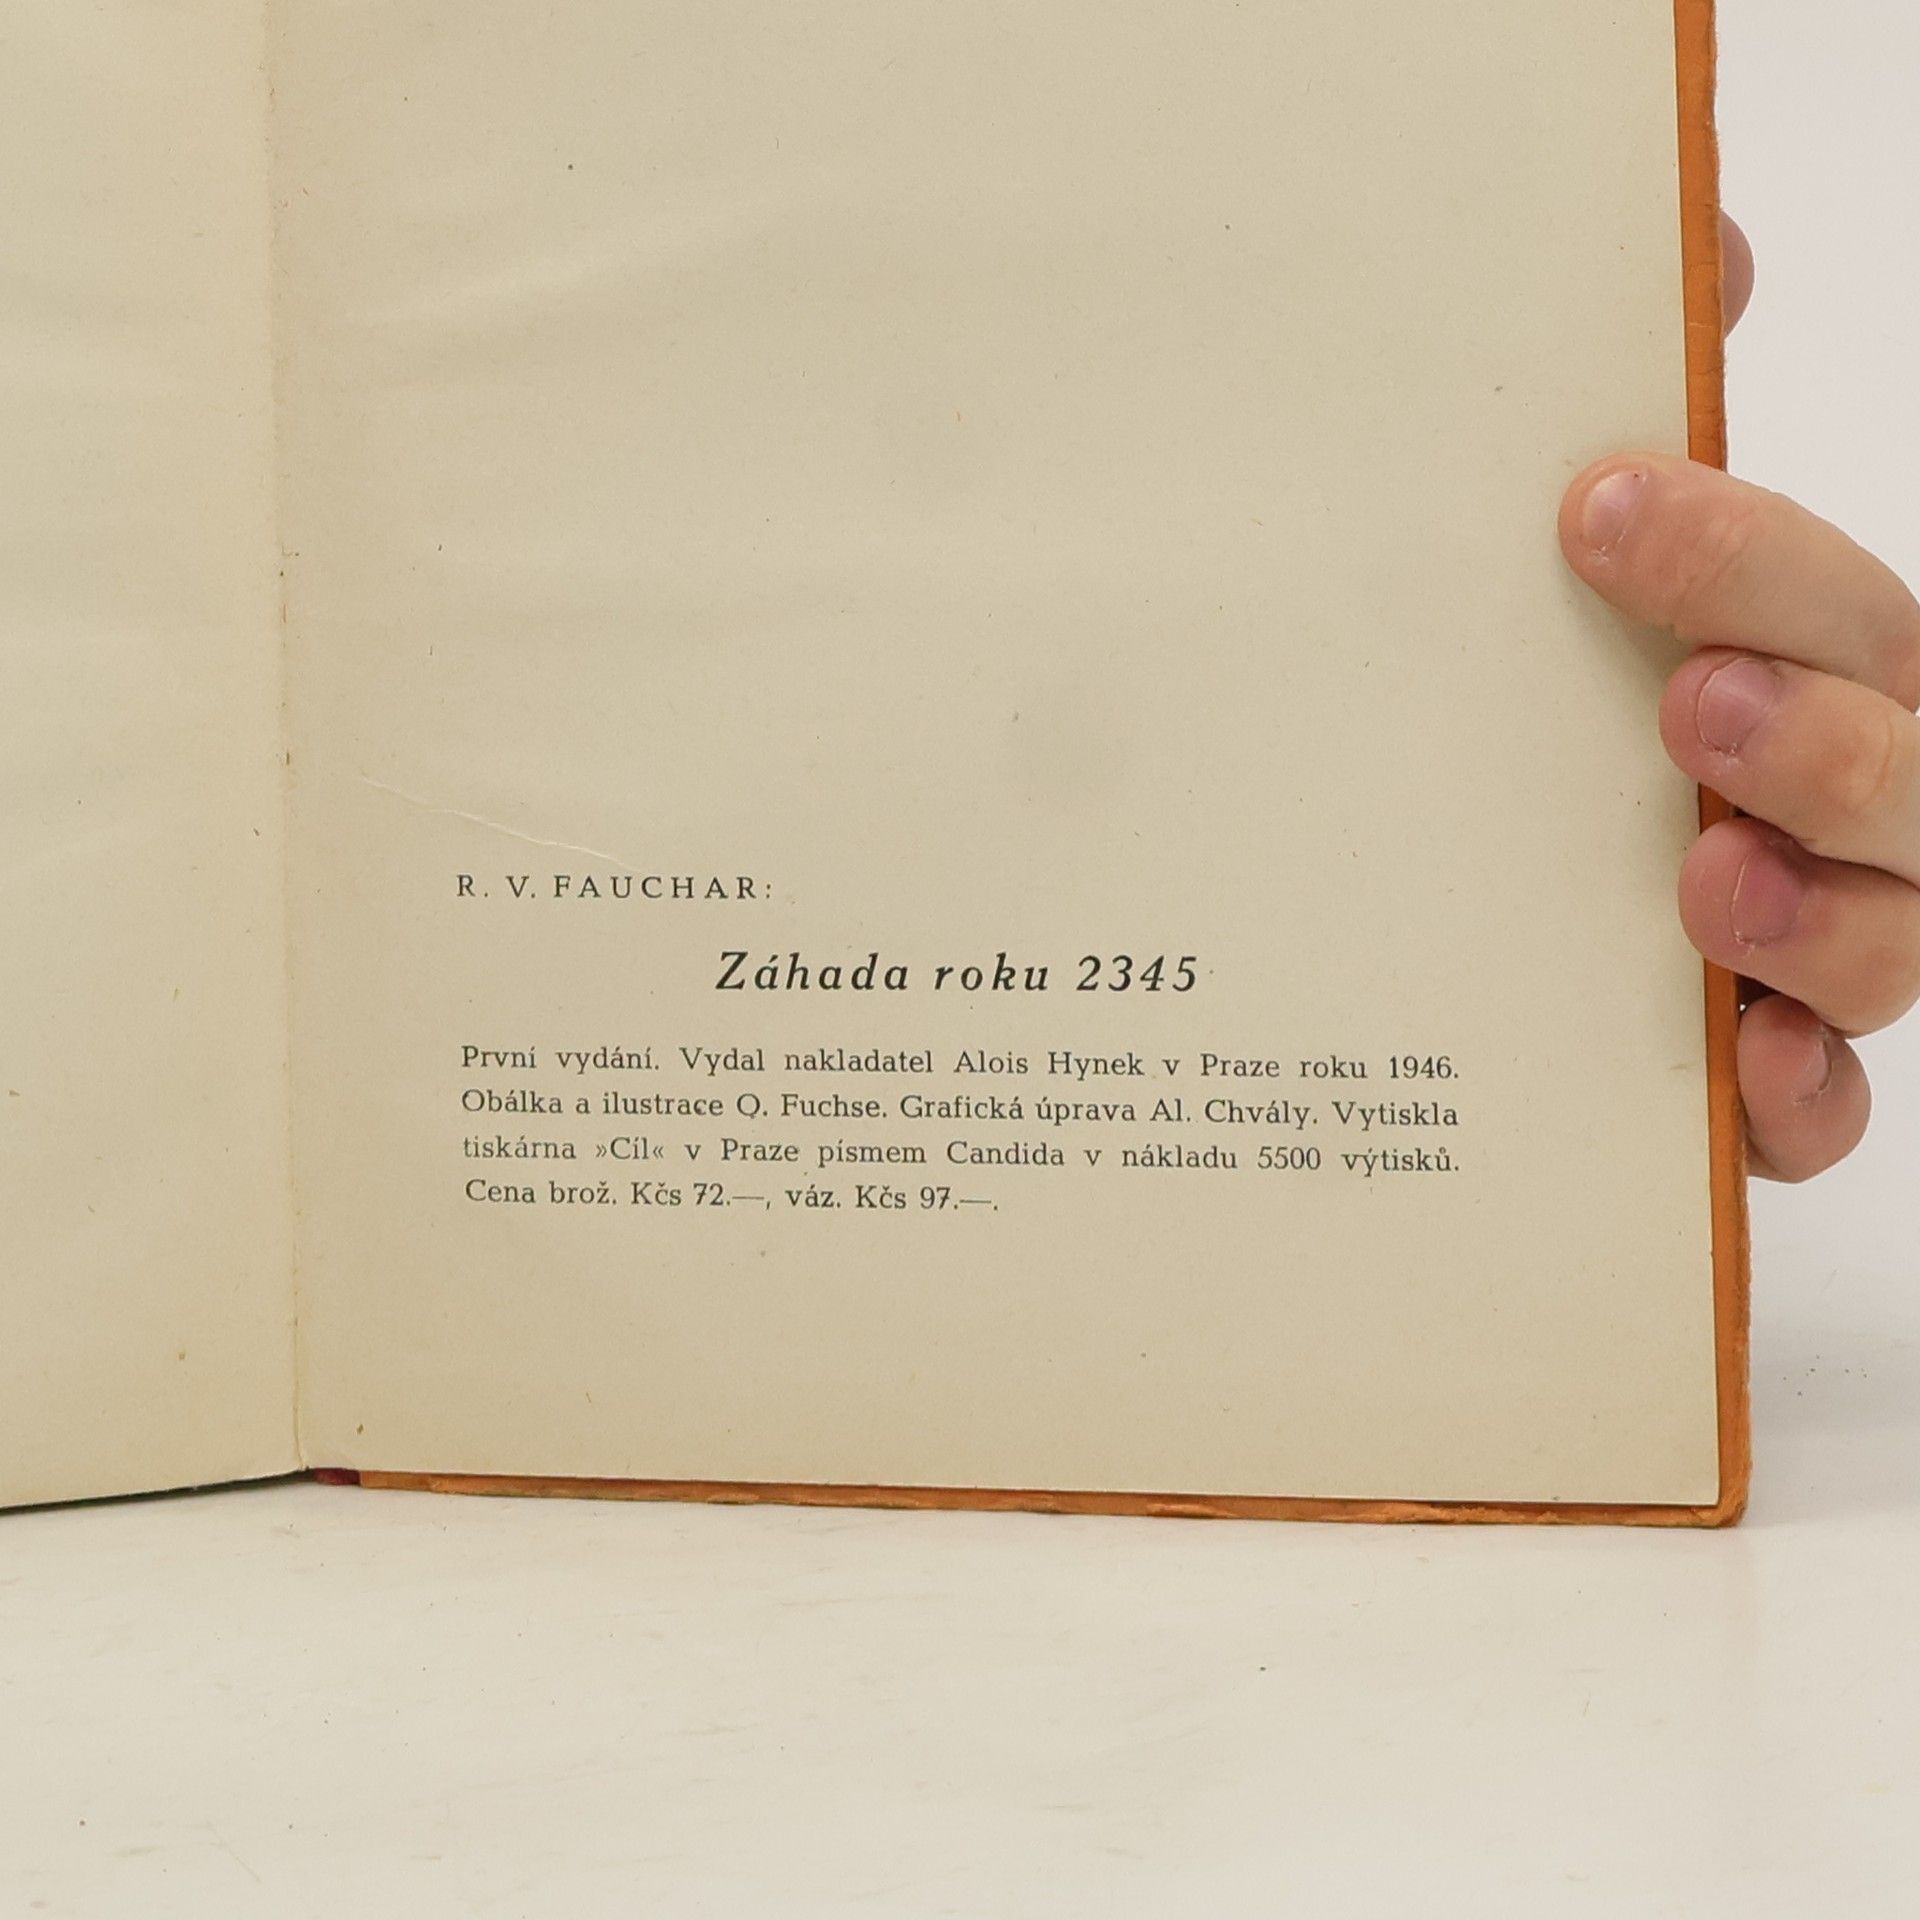 R. V. FAUCHAR:
Záhada roku 2345
První vydání. Vydal nakladatel Alois Hynek v Praze roku 1946.
Obálka a ilustrace O. Fuchse. Grafická úprava Al. Chvály. Vytiskla
tiskárna »Cíl« v Praze písmem Candida v nákladu 5500 výtisků.
Cena brož. Kčs 72.—, váz. Kčs 97.—.